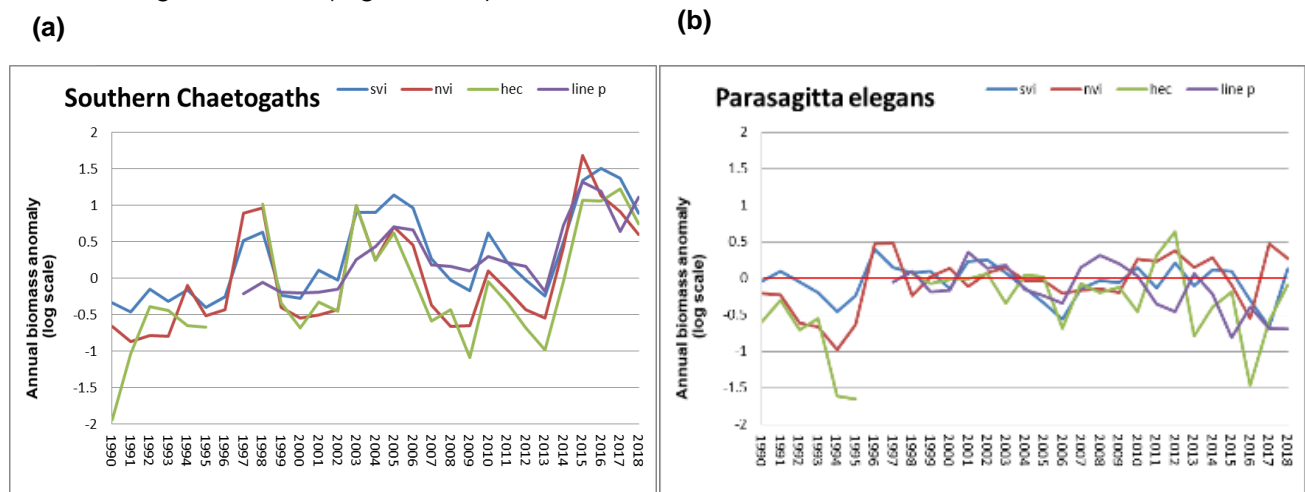 (a)
(b)
Southern Chaetogaths
svi nvi hec line p
Annual biomass anomaly
(log scale)
2
1.5
1
0.5
0
-0.5
-1
-1.5
-2
1990 1991 1992 1993 1994 1995 1996 1997 1998 1999 2000 2001 2002 2003 2004 2005 2006 2007 2008 2009 2010 2011 2012 2013 2014 2015 2016 2017 2018
Parasagitta elegans
svi nvi hec line p
Annual biomass anomaly
(log scale)
2
1.5
1
0.5
0
-0.5
-1
-1.5
-2
1990 1991 1992 1993 1994 1995 1996 1997 1998 1999 2000 2001 2002 2003 2004 2005 2006 2007 2008 2009 2010 2011 2012 2013 2014 2015 2016 2017 2018